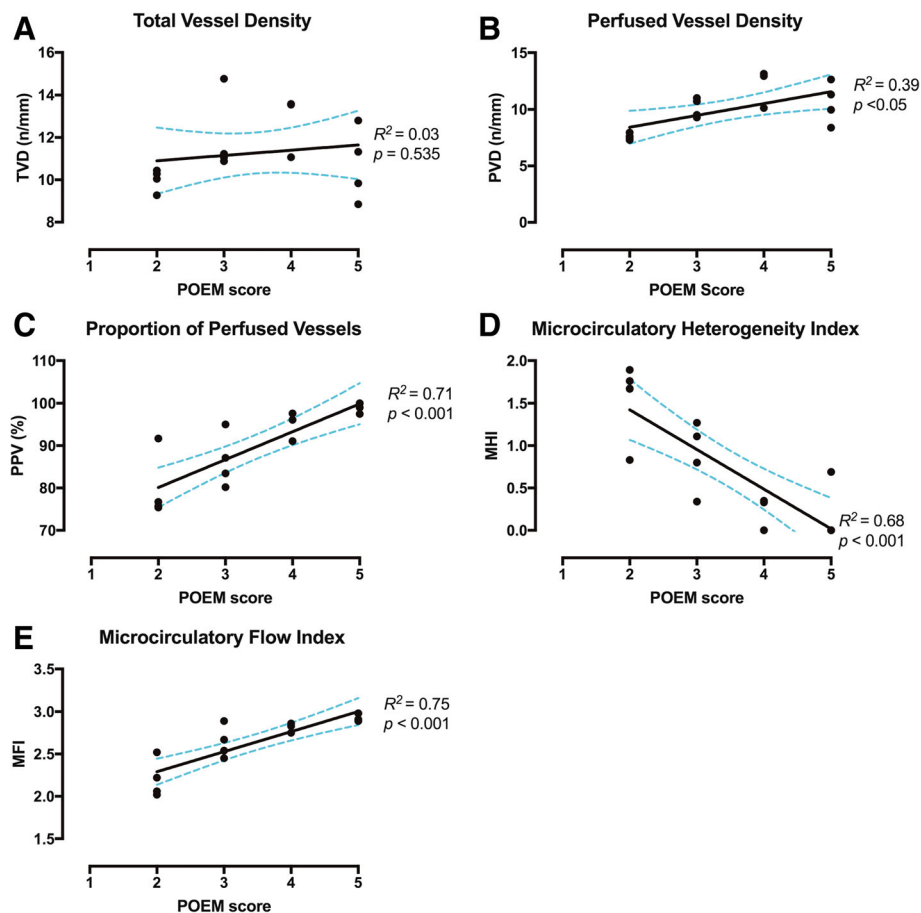 A
Total Vessel Density
16
14
12
10
8
TVD (n/mm)
R² = 0.03
p = 0.535
1 2 3 4 5
POEM score
B
Perfused Vessel Density
15
10
5
0
PVD (n/mm)
R² = 0.39
p <0.05
1 2 3 4 5
POEM Score
C
Proportion of Perfused Vessels
110
100
90
80
70
PPV (%)
R² = 0.71
p < 0.001
1 2 3 4 5
POEM score
D
Microcirculatory Heterogeneity Index
2.0
1.5
1.0
0.5
0.0
MHI
R² = 0.68
p < 0.001
1 2 3 4 5
POEM score
E
Microcirculatory Flow Index
3.5
3.0
2.5
2.0
1.5
MFI
R² = 0.75
p < 0.001
1 2 3 4 5
POEM score